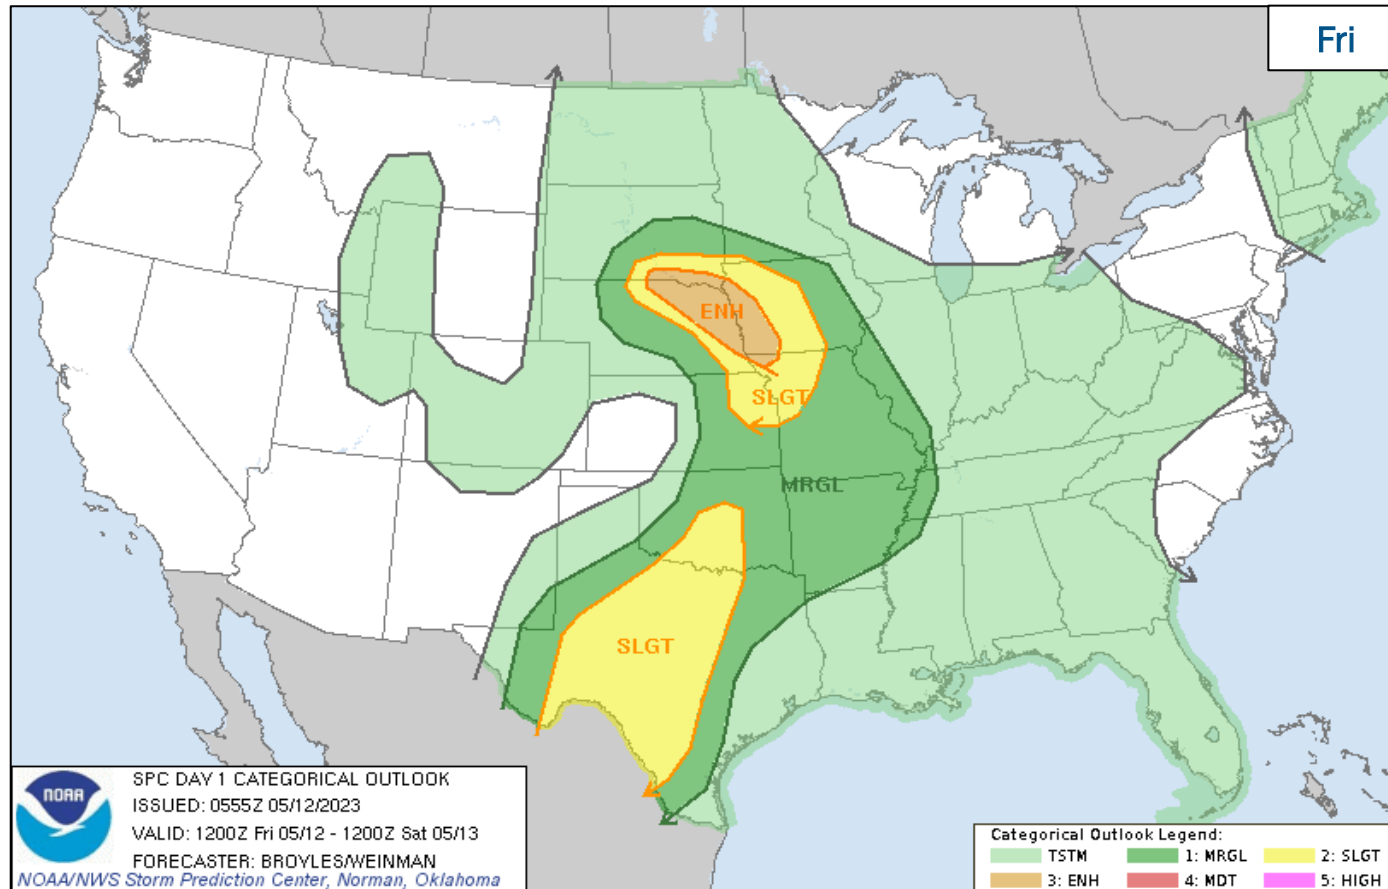 Fri
ENH
SLGT
MRGL
SLGT
NOAA
SPC DAY 1 CATEGORICAL OUTLOOK
ISSUED: 0555Z 05/12/2023
VALID: 1200Z Fri 05/12 - 1200Z Sat 05/13
FORECASTER: BROYLES/WEINMAN
NOAA/NWS Storm Prediction Center, Norman, Oklahoma
Categorical Outlook Legend:
TSTM 1: MRGL 2: SLGT
3: ENH 4: MDT 5: HIGH